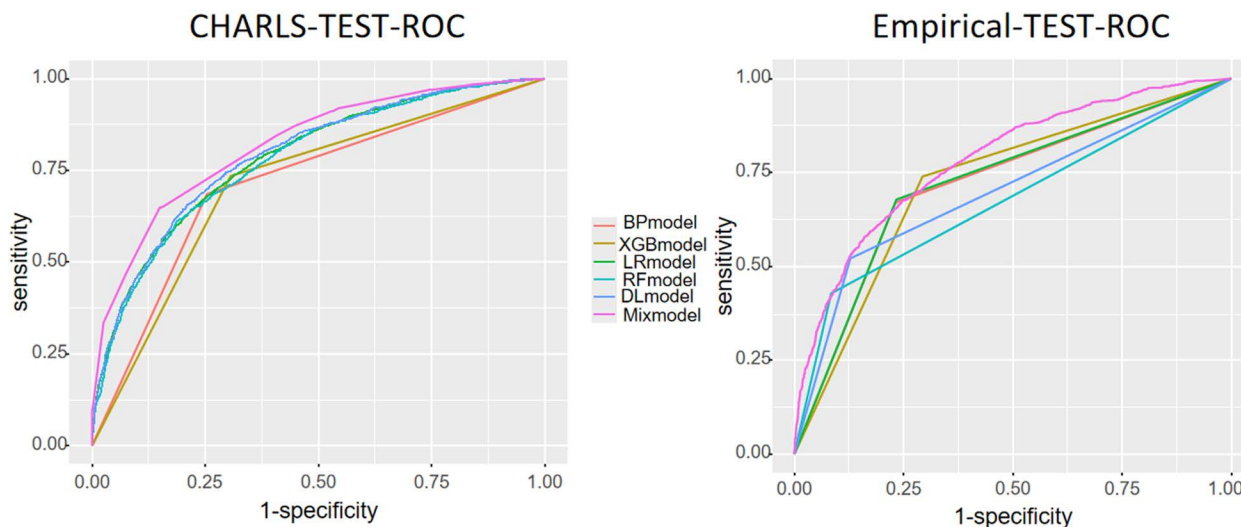 CHARLS-TEST-ROC
1.00
0.75
0.50
0.25
0.00
sensitivity
0.00 0.25 0.50 0.75 1.00
1-specificity
BPmodel
XGBmodel
LRmodel
RFmodel
DLmodel
Mixmodel
Empirical-TEST-ROC
1.00
0.75
0.50
0.25
0.00
sensitivity
0.00 0.25 0.50 0.75 1.00
1-specificity